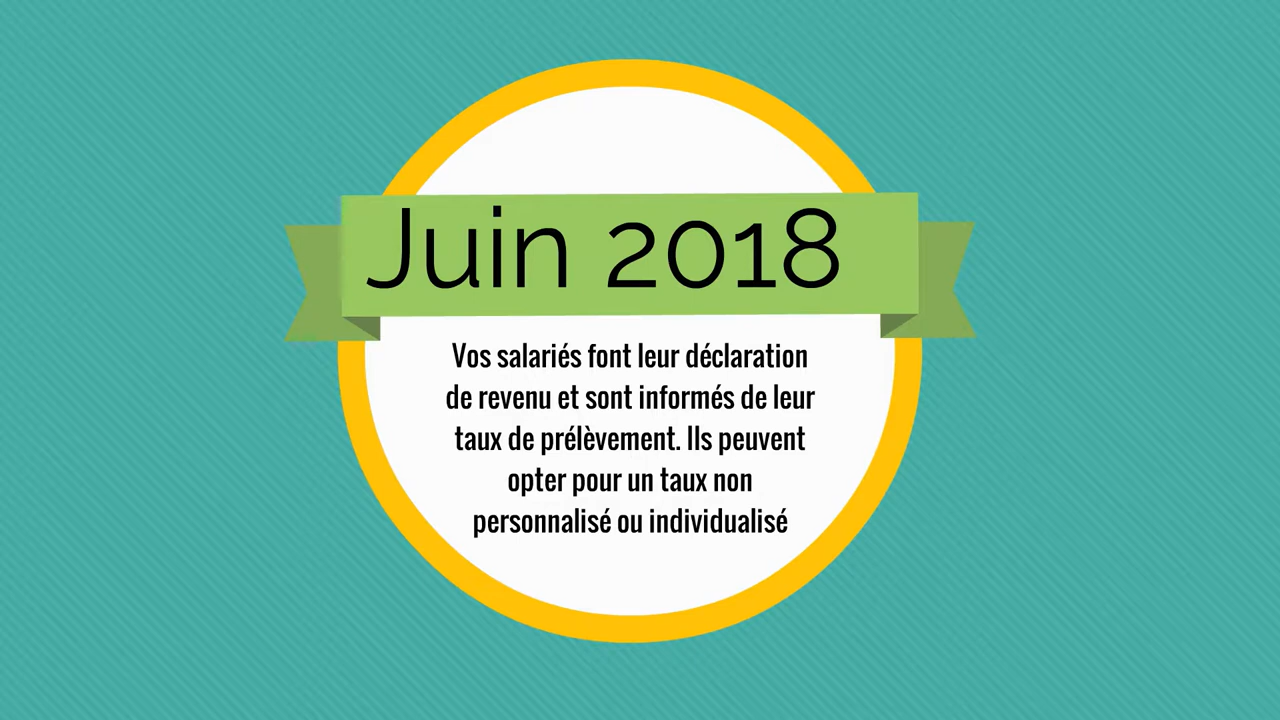 Juin 2018
Vos salariés font leur déclaration
de revenu et sont informés de leur
taux de prélèvement. Ils peuvent
opter pour un taux non
personnalisé ou individualisé